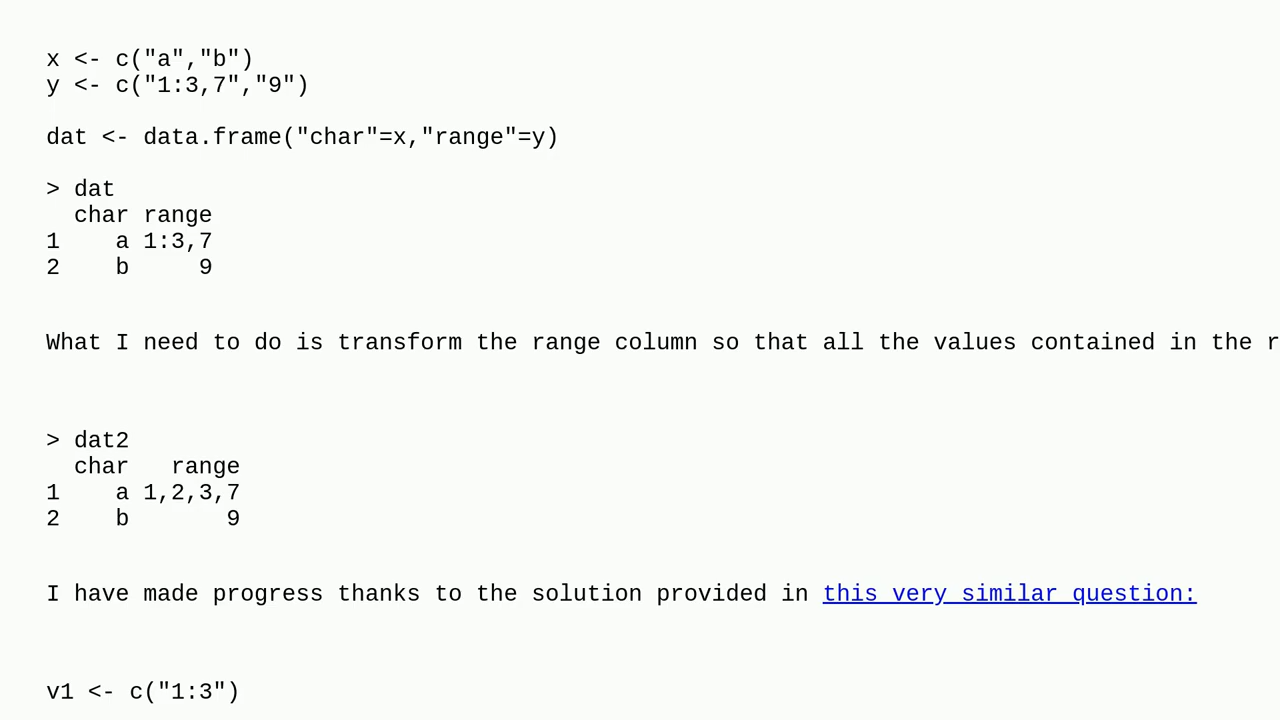 x <- c("a","b")
y <- c("1:3,7","9")
dat <- data.frame("char"=x,"range"=y)
> dat
  char range
1    a 1:3,7
2    b     9
What I need to do is transform the range column so that all the values contained in the
> dat2
  char   range
1    a 1,2,3,7
2    b       9
I have made progress thanks to the solution provided in this very similar question:
v1 <- c("1:3")